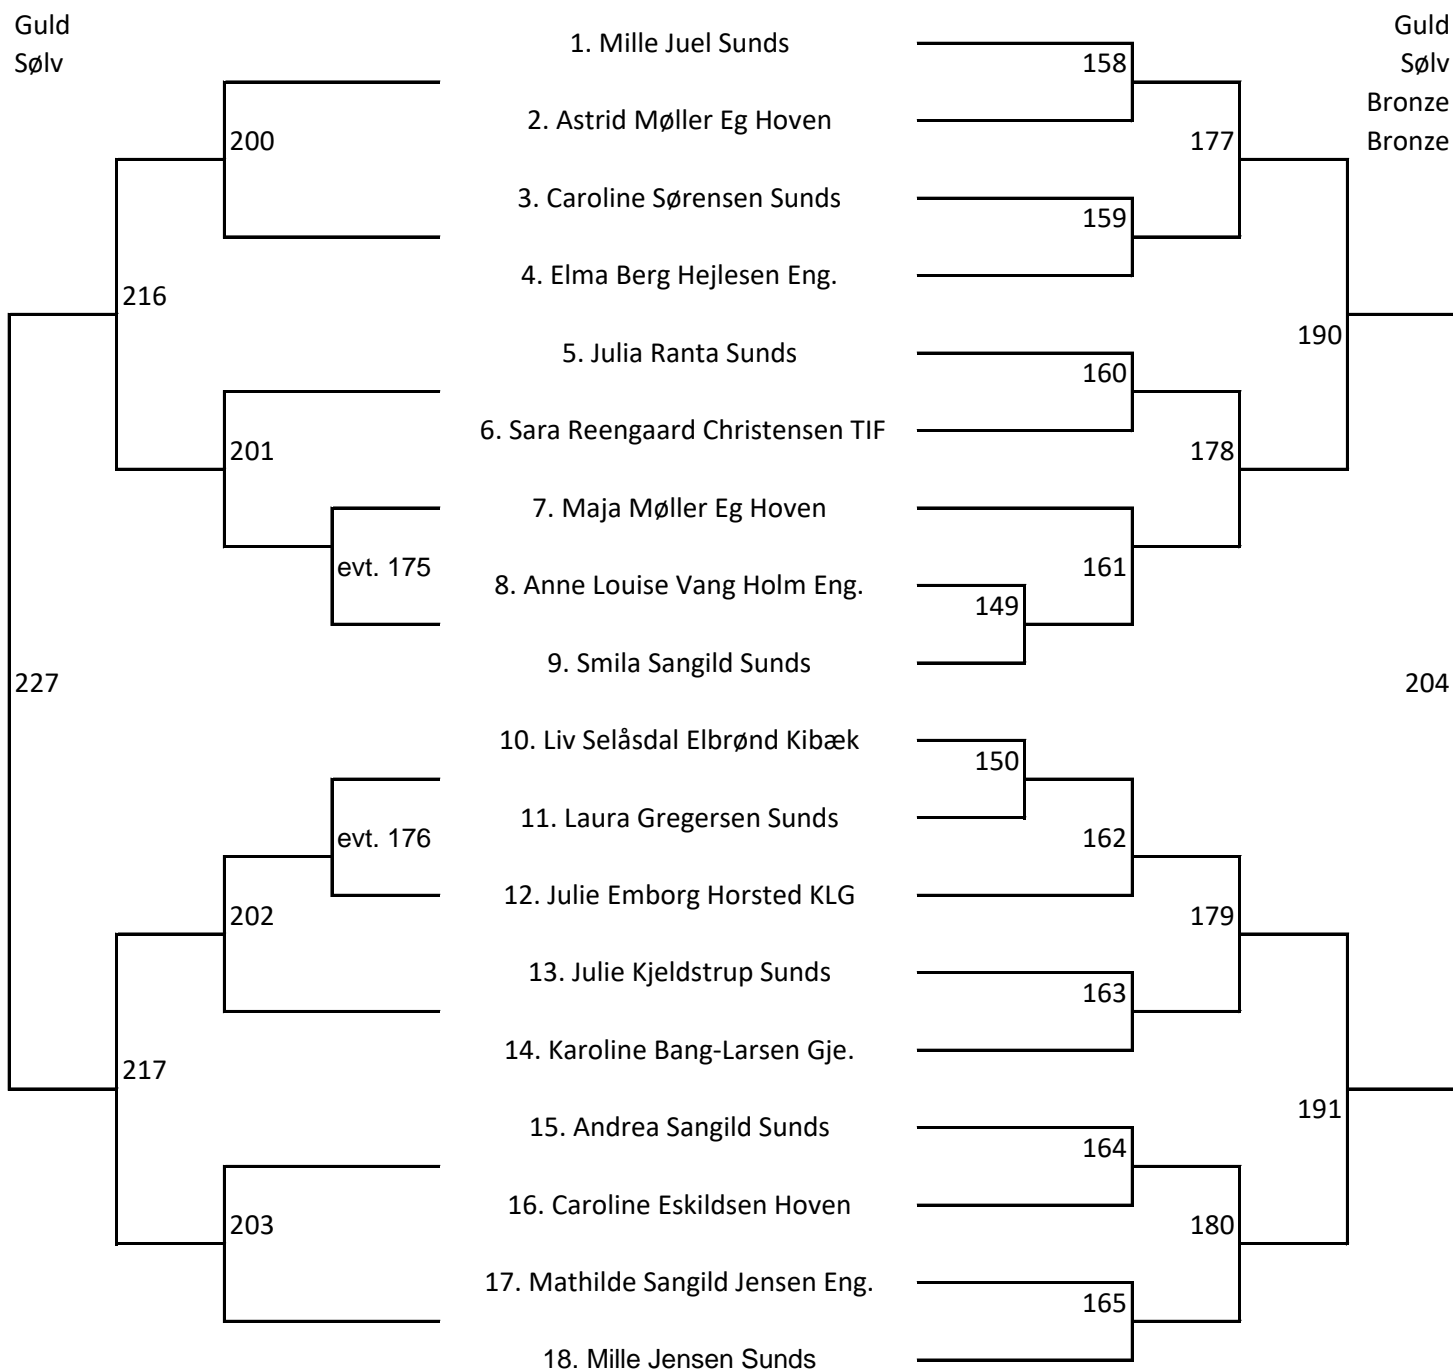 Guld
Sølv
Guld
Sølv
Bronze
Bronze
1. Mille Juel Sunds
158
2. Astrid Møller Eg Hoven
200
177
3. Caroline Sørensen Sunds
159
4. Elma Berg Hejlesen Eng.
216
190
5. Julia Ranta Sunds
160
6. Sara Reengaard Christensen TIF
201
178
7. Maja Møller Eg Hoven
evt. 175
161
8. Anne Louise Vang Holm Eng.
149
9. Smila Sangild Sunds
227
204
10. Liv Selåsdal Elbrønd Kibæk
150
11. Laura Gregersen Sunds
evt. 176
162
12. Julie Emborg Horsted KLG
202
179
13. Julie Kjeldstrup Sunds
163
14. Karoline Bang-Larsen Gje.
217
191
15. Andrea Sangild Sunds
164
16. Caroline Eskildsen Hoven
203
180
17. Mathilde Sangild Jensen Eng.
165
18. Mille Jensen Sunds